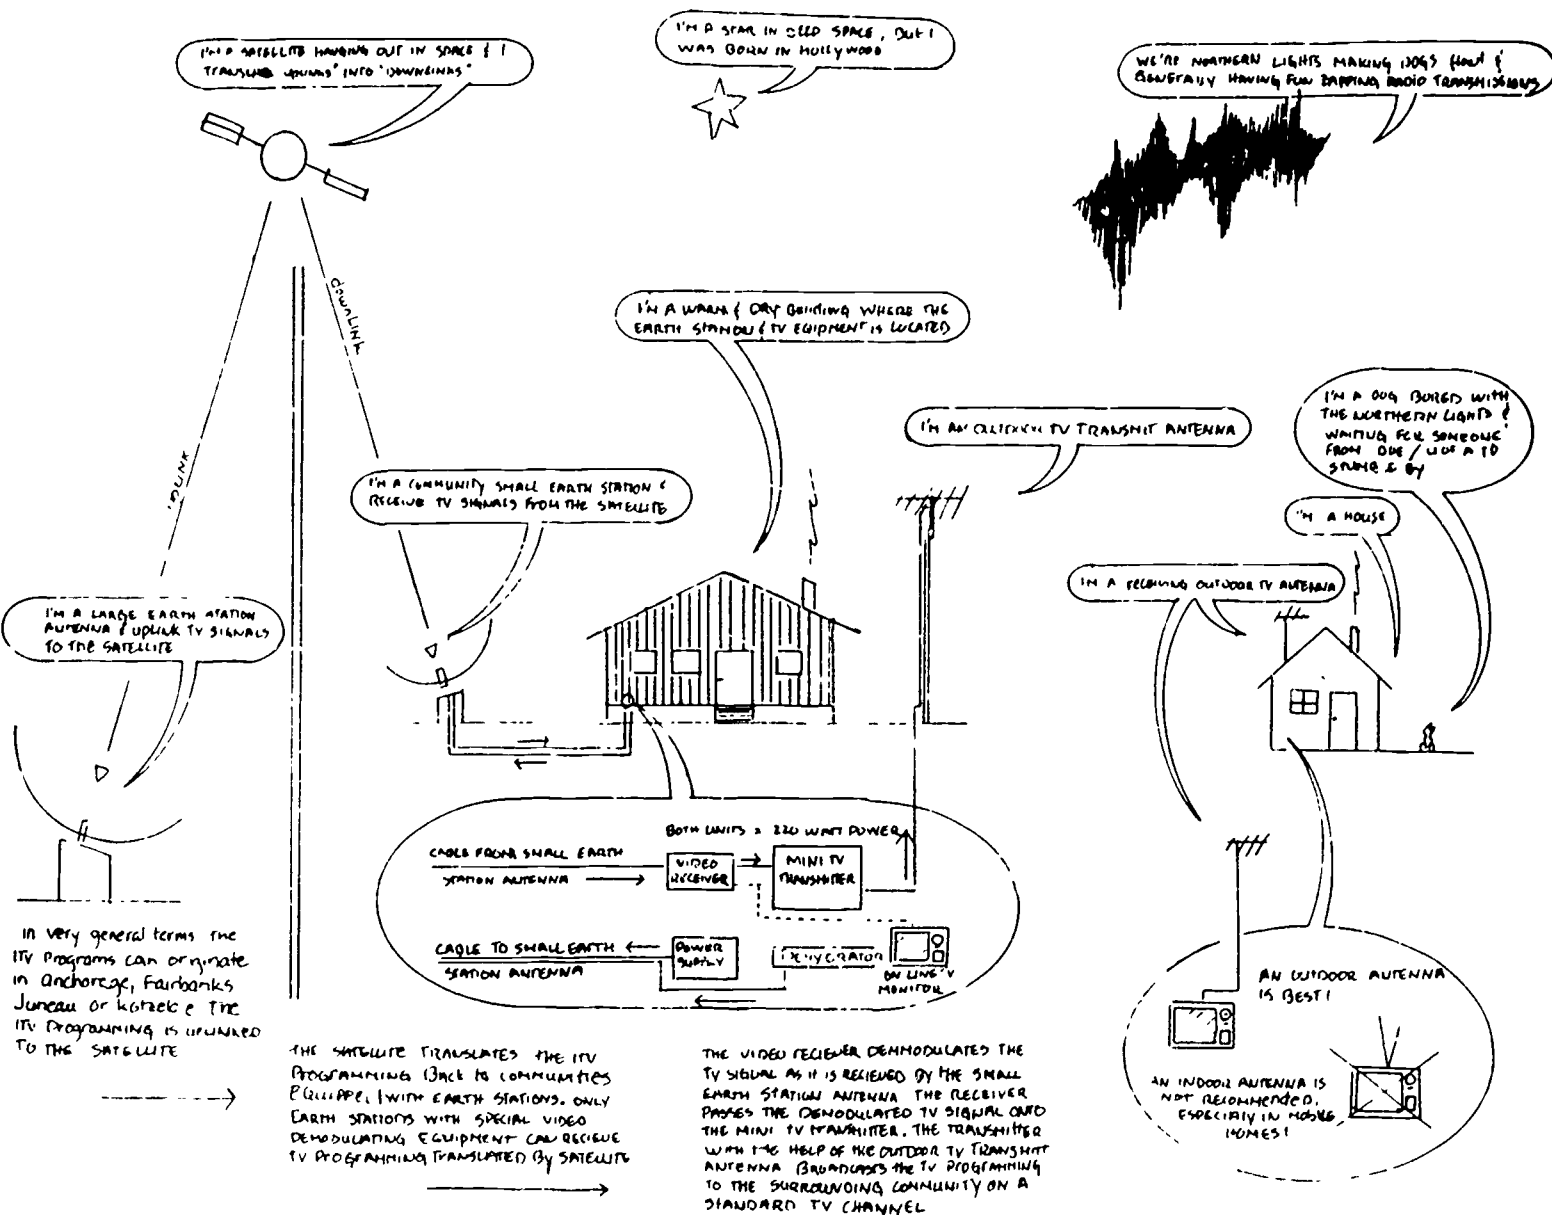 I'M A SATELLITE HANGING OUT IN SPACE & I
TRANSLATE "UPLINKS" INTO "DOWNLINKS"
I'M A STAR IN DEEP SPACE, BUT I
WAS BORN IN HOLLYWOOD
WE'RE NORTHERN LIGHTS MAKING DOGS HOWL &
GENERALLY HAVING FUN ZAPPING RADIO TRANSMISSIONS
DOWNLINK
UPLINK
I'M A WARM & DRY BUILDING WHERE THE
EARTH STATION & TV EQIPMENT IS LOCATED
I'M AN OUTDOOR TV TRANSMIT ANTENNA
I'M A DOG BORED WITH
THE NORTHERN LIGHTS &
WAITING FOR SOMEONE
FROM
BY
I'M A COMMUNITY SMALL EARTH STATION &
RECEIVE TV SIGNALS FROM THE SATELLITE
I'M A HOUSE
I'M A RECEIVING OUTDOOR TV ANTENNA
I'M A LARGE EARTH STATION
ANTENNA & UPLINK TV SIGNALS
TO THE SATELLITE
BOTH UNITS = 220 WATT POWER
CABLE FROM SMALL EARTH
STATION ANTENNA
VIDEO
RECEIVER
MINI TV
TRANSMITTER
CABLE TO SMALL EARTH
STATION ANTENNA
POWER
SUPPLY
DEHYDRATOR
ON LINE TV
MONITOR
In very general terms the
ITV Programs can originate
in Anchorage, Fairbanks
Juneau or Kotzebue The
ITV Programming IS UPLINKED
TO THE SATELLITE
THE SATELLITE TRANSLATES THE ITV
PROGRAMMING BACK TO COMMUNITIES
EQUIPPED WITH EARTH STATIONS. ONLY
EARTH STATIONS WITH SPECIAL VIDEO
DEMODULATING EQUIPMENT CAN RECIEVE
TV PROGRAMMING TRANSLATED BY SATELLITE
THE VIDEO RECIEVER DEMMODULATES THE
TV SIGNAL AS IT IS RECIEVED BY THE SMALL
EARTH STATION ANTENNA THE RECEIVER
PASSES THE DEMODULATED TV SIGNAL ONTO
THE MINI TV TRANSMITTER. THE TRANSMITTER
WITH THE HELP OF THE OUTDOOR TV TRANSMIT
ANTENNA BROADCASTS THE TV PROGRAMMING
TO THE SURROUNDING COMMUNITY ON A
STANDARD TV CHANNEL
AN OUTDOOR ANTENNA
IS BEST!
AN INDOOR ANTENNA IS
NOT RECOMMENDED,
ESPECIALLY IN MOBILE
HOMES!